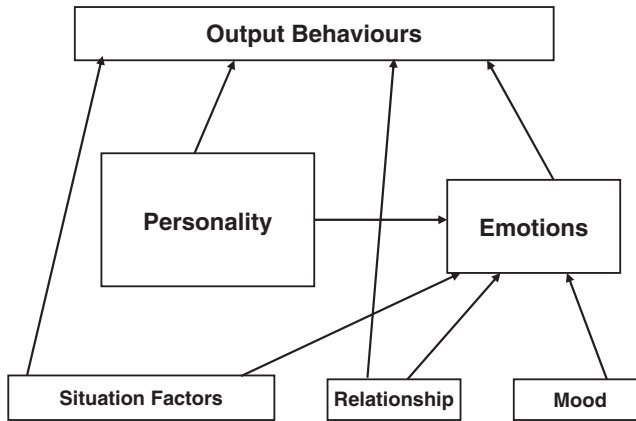 Output Behaviours
Personality
Emotions
Situation Factors
Relationship
Mood